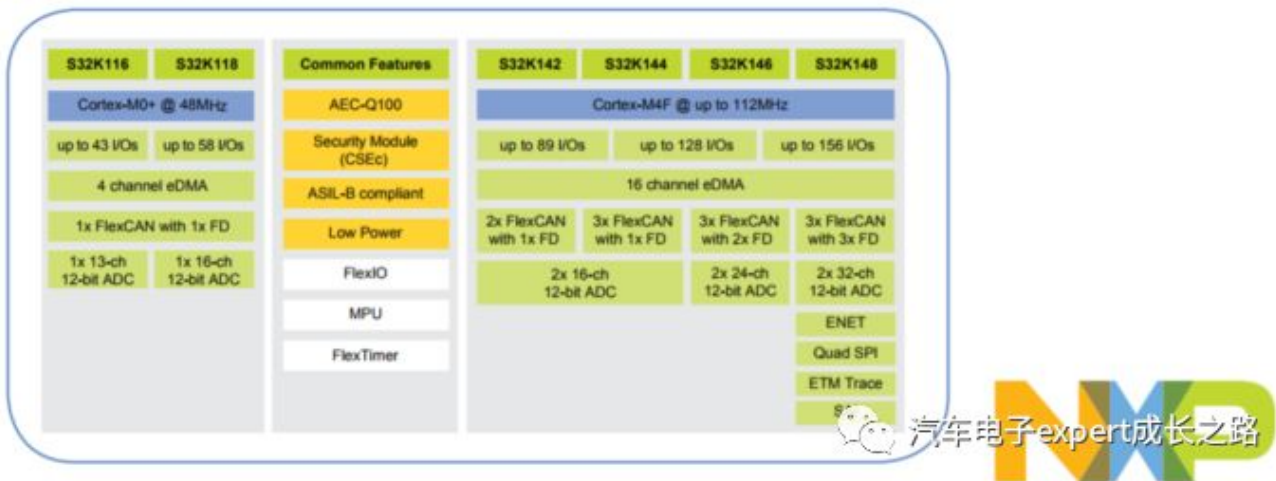 S32K116 S32K118
Cortex-M0+ @ 48MHz
up to 43 I/Os up to 58 I/Os
4 channel eDMA
1x FlexCAN with 1x FD
1x 13-ch 1x 16-ch
12-bit ADC 12-bit ADC
Common Features
AEC-Q100
Security Module
(CSEc)
ASIL-B compliant
Low Power
FlexIO
MPU
FlexTimer
S32K142 S32K144 S32K146 S32K148
Cortex-M4F @ up to 112MHz
up to 89 I/Os up to 128 I/Os up to 156 I/Os
16 channel eDMA
2x FlexCAN 3x FlexCAN 3x FlexCAN 3x FlexCAN
with 1x FD with 1x FD with 2x FD with 3x FD
2x 16-ch 2x 24-ch 2x 32-ch
12-bit ADC 12-bit ADC 12-bit ADC
ENET
Quad SPI
ETM Trace
汽车电子expert成长之路
NXP